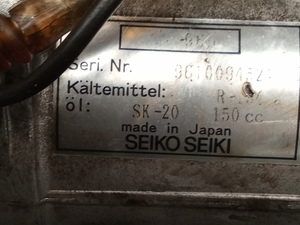 Seri. Nr.
Kältemittel:
öl: SK-20 150 cc
made in Japan
SEIKO SEIKI